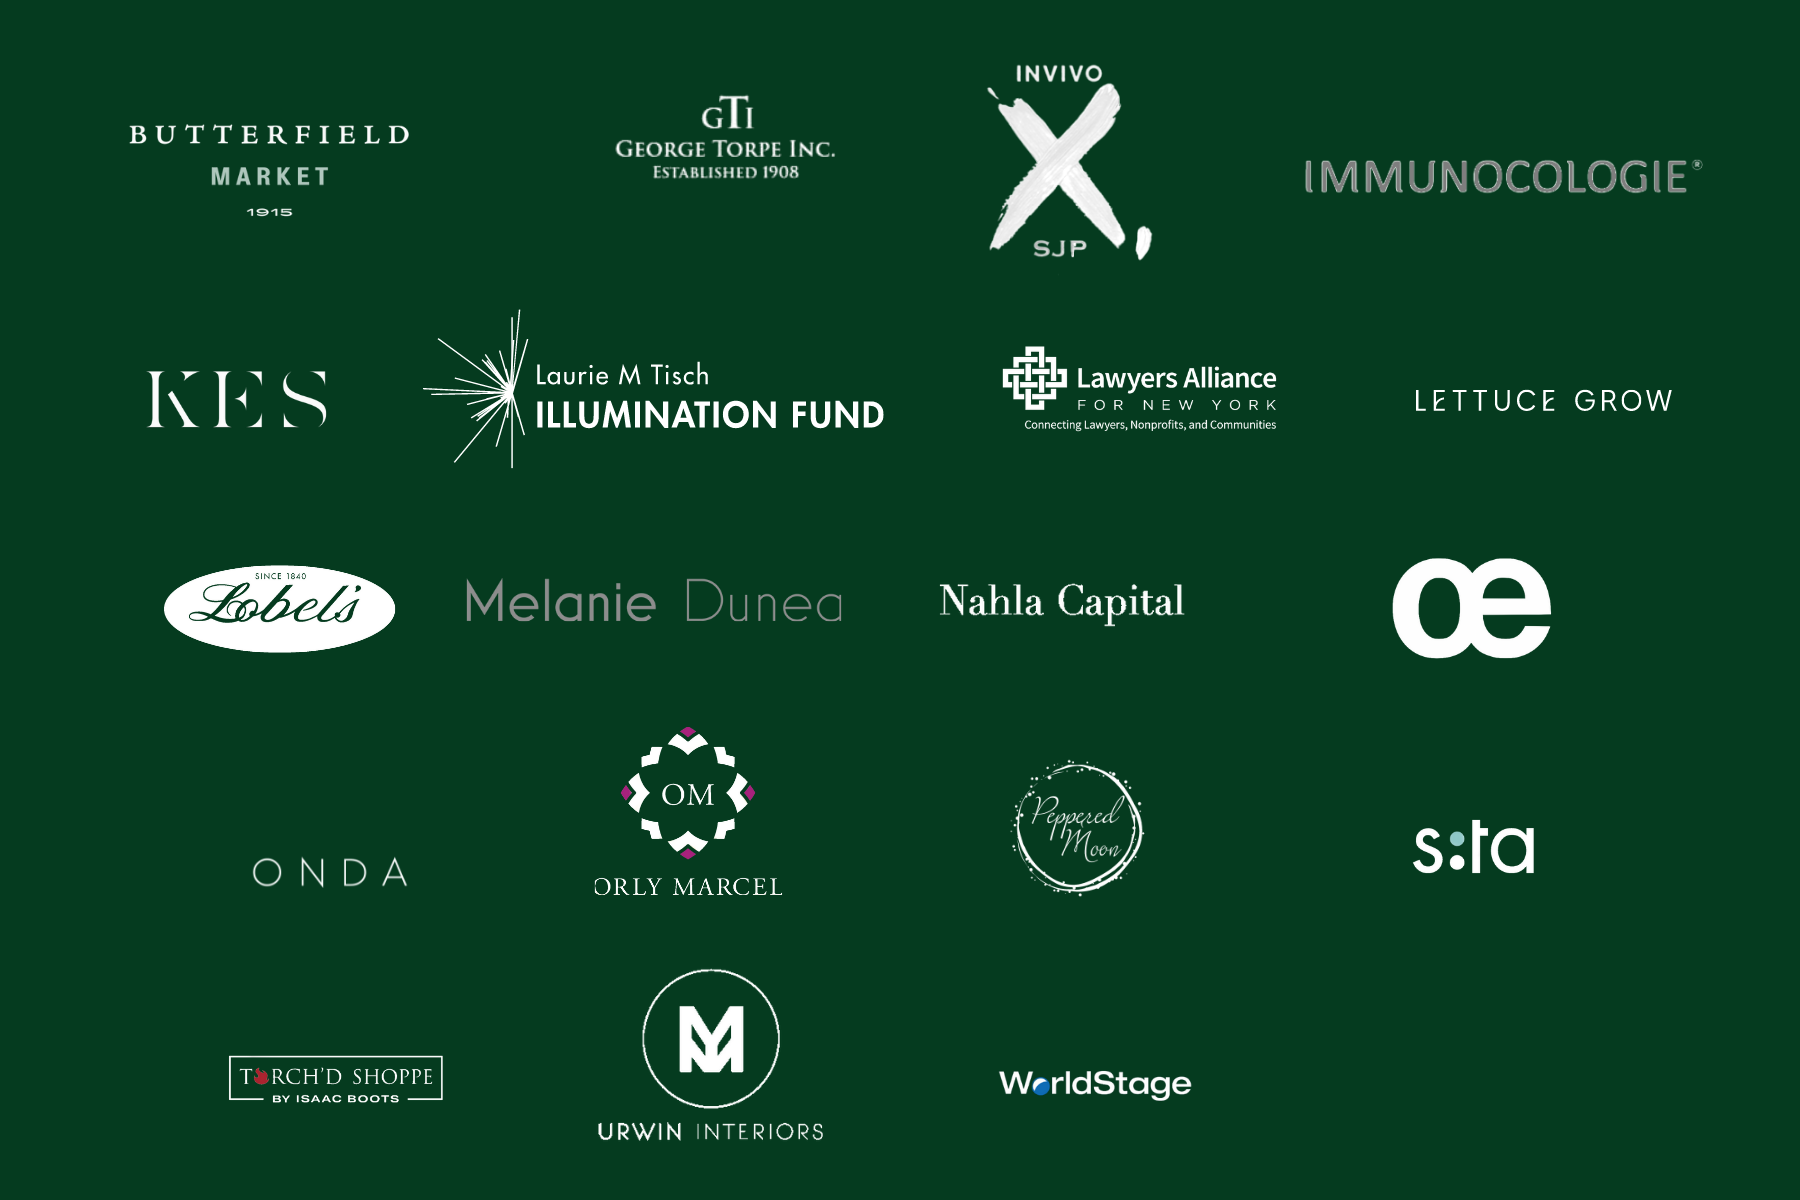 BUTTERFIELD
MARKET
1915
GTI
GEORGE TORPE INC.
ESTABLISHED 1908
INVIVO
X,
SJP
IMMUNOCOLOGIE®
KES
Laurie M Tisch
ILLUMINATION FUND
Lawyers Alliance
FOR NEW YORK
Connecting Lawyers, Nonprofits, and Communities
LETTUCE GROW
SINCE 1840
Lobel's
Melanie Dunea
Nahla Capital
œ
ONDA
OM
ORLY MARCEL
Peppered
Moon
s:ta
TORCH'D SHOPPE
BY ISAAC BOOTS
M
URWIN INTERIORS
WorldStage